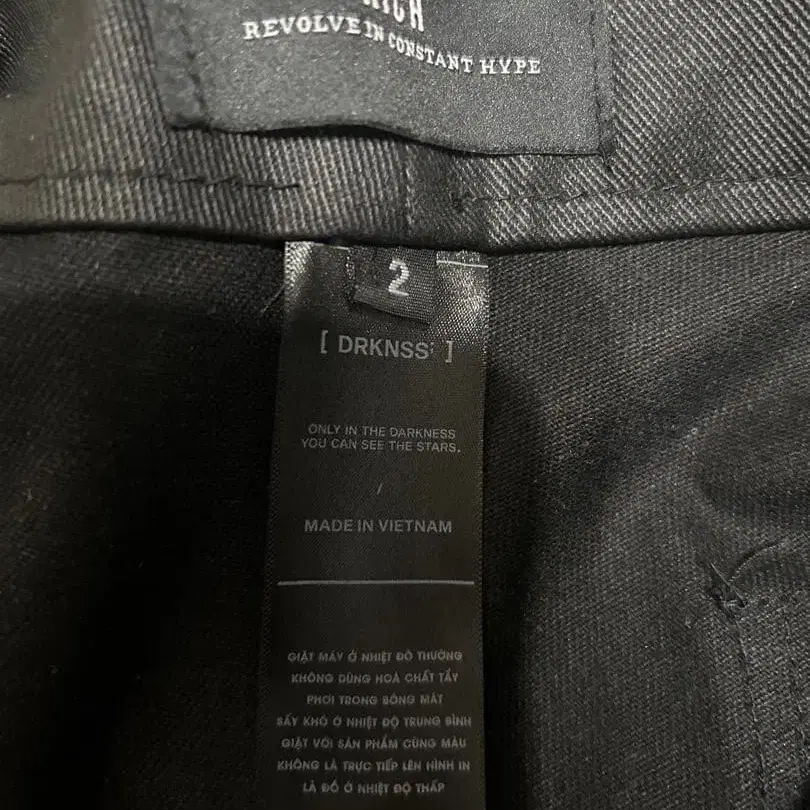 RICH
REVOLVE IN CONSTANT HYPE
2
[ DRKNSS; ]
ONLY IN THE DARKNESS
YOU CAN SEE THE STARS.
/
MADE IN VIETNAM
GIẶT MÁY Ở NHIỆT ĐỘ THƯỜNG
KHÔNG DÙNG HOÁ CHẤT TẨY
PHƠI TRONG BÓNG MÁT
SẤY KHÔ Ở NHIỆT ĐỘ TRUNG BÌNH
GIẶT VỚI SẢN PHẨM CÙNG MÀU
KHÔNG LÀ TRỰC TIẾP LÊN HÌNH IN
LÀ ĐỒ Ở NHIỆT ĐỘ THẤP